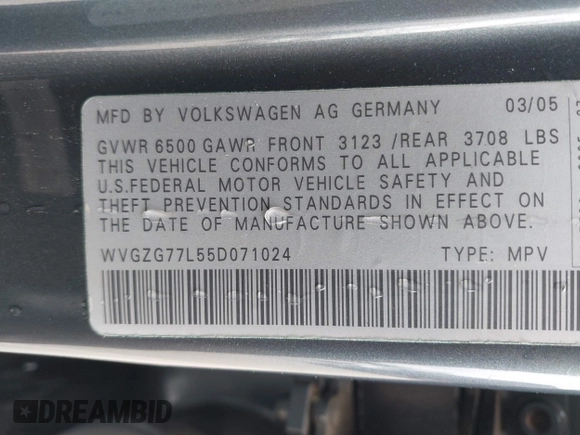 MFD BY VOLKSWAGEN AG GERMANY 03/05
GVWR 6500 GAWR FRONT 3123 /REAR 3708 LBS
THIS VEHICLE CONFORMS TO ALL APPLICABLE
U.S.FEDERAL MOTOR VEHICLE SAFETY AND
THEFT PREVENTION STANDARDS IN EFFECT ON
THE DATE OF MANUFACTURE SHOWN ABOVE.
WVGZG77L55D071024 TYPE: MPV
DREAMBID